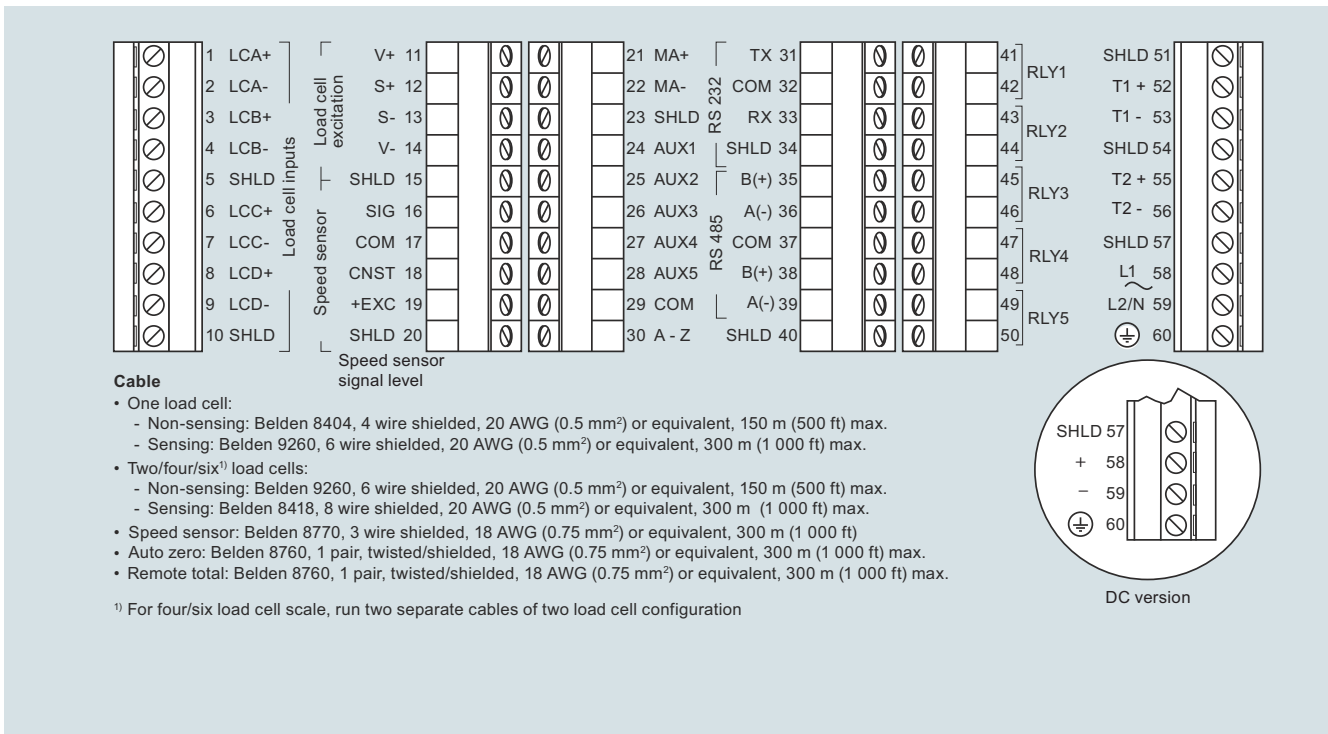 1 LCA+
2 LCA-
3 LCB+
4 LCB-
5 SHLD
6 LCC+
7 LCC-
8 LCD+
9 LCD-
10 SHLD
Load cell inputs
Load cell
excitation
Speed sensor
V+ 11
S+ 12
S- 13
V- 14
SHLD 15
SIG 16
COM 17
CNST 18
+EXC 19
SHLD 20
Speed sensor
signal level
21 MA+
22 MA-
23 SHLD
24 AUX1
25 AUX2
26 AUX3
27 AUX4
28 AUX5
29 COM
30 A - Z
RS 232
RS 485
TX 31
COM 32
RX 33
SHLD 34
B(+) 35
A(-) 36
COM 37
B(+) 38
A(-) 39
SHLD 40
41
42
RLY1
43
44
RLY2
45
46
RLY3
47
48
RLY4
49
50
RLY5
SHLD 51
T1 + 52
T1 - 53
SHLD 54
T2 + 55
T2 - 56
SHLD 57
L1 58
L2/N 59
60
Cable
• One load cell:
- Non-sensing: Belden 8404, 4 wire shielded, 20 AWG (0.5 mm²) or equivalent, 150 m (500 ft) max.
- Sensing: Belden 9260, 6 wire shielded, 20 AWG (0.5 mm²) or equivalent, 300 m (1 000 ft) max.
• Two/four/six¹⁾ load cells:
- Non-sensing: Belden 9260, 6 wire shielded, 20 AWG (0.5 mm²) or equivalent, 150 m (500 ft) max.
- Sensing: Belden 8418, 8 wire shielded, 20 AWG (0.5 mm²) or equivalent, 300 m (1 000 ft) max.
• Speed sensor: Belden 8770, 3 wire shielded, 18 AWG (0.75 mm²) or equivalent, 300 m (1 000 ft)
• Auto zero: Belden 8760, 1 pair, twisted/shielded, 18 AWG (0.75 mm²) or equivalent, 300 m (1 000 ft) max.
• Remote total: Belden 8760, 1 pair, twisted/shielded, 18 AWG (0.75 mm²) or equivalent, 300 m (1 000 ft) max.
¹⁾ For four/six load cell scale, run two separate cables of two load cell configuration
SHLD 57
+ 58
- 59
60
DC version